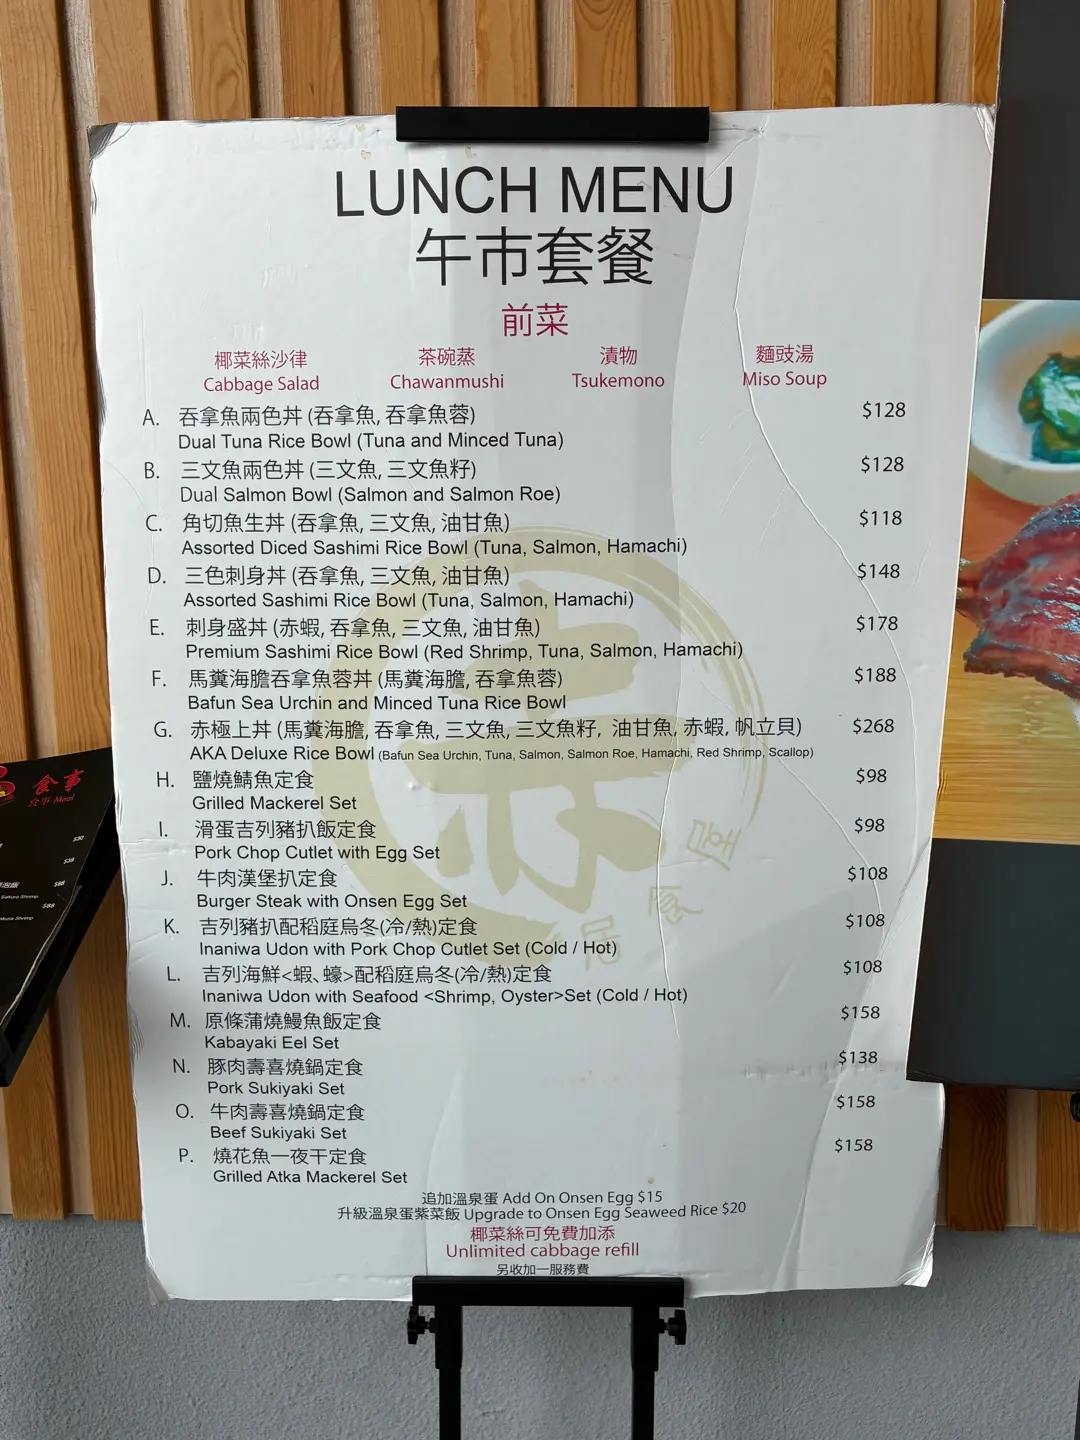 LUNCH MENU
午市套餐
前菜
椰菜絲沙律 茶碗蒸 漬物 麵豉湯
Cabbage Salad Chawanmushi Tsukemono Miso Soup
A. 吞拿魚兩色丼 (吞拿魚, 吞拿魚蓉) $128
Dual Tuna Rice Bowl (Tuna and Minced Tuna)
B. 三文魚兩色丼 (三文魚, 三文魚籽) $128
Dual Salmon Bowl (Salmon and Salmon Roe)
C. 角切魚生丼 (吞拿魚, 三文魚, 油甘魚) $118
Assorted Diced Sashimi Rice Bowl (Tuna, Salmon, Hamachi)
D. 三色刺身丼 (吞拿魚, 三文魚, 油甘魚) $148
Assorted Sashimi Rice Bowl (Tuna, Salmon, Hamachi)
E. 刺身盛丼 (赤蝦, 吞拿魚, 三文魚, 油甘魚) $178
Premium Sashimi Rice Bowl (Red Shrimp, Tuna, Salmon, Hamachi)
F. 馬糞海膽吞拿魚蓉丼 (馬糞海膽, 吞拿魚蓉) $188
Bafun Sea Urchin and Minced Tuna Rice Bowl
G. 赤極上丼 (馬糞海膽, 吞拿魚, 三文魚, 三文魚籽, 油甘魚, 赤蝦, 帆立貝) $268
AKA Deluxe Rice Bowl (Bafun Sea Urchin, Tuna, Salmon, Salmon Roe, Hamachi, Red Shrimp, Scallop)
H. 鹽燒鯖魚定食 $98
Grilled Mackerel Set
I. 滑蛋吉列豬扒飯定食 $98
Pork Chop Cutlet with Egg Set
J. 牛肉漢堡扒定食 $108
Burger Steak with Onsen Egg Set
K. 吉列豬扒配稻庭烏冬(冷/熱)定食 $108
Inaniwa Udon with Pork Chop Cutlet Set (Cold / Hot)
L. 吉列海鮮<蝦、蠔>配稻庭烏冬(冷/熱)定食 $108
Inaniwa Udon with Seafood <Shrimp, Oyster>Set (Cold / Hot)
M. 原條蒲燒鰻魚飯定食 $158
Kabayaki Eel Set
N. 豚肉壽喜燒鍋定食 $138
Pork Sukiyaki Set
O. 牛肉壽喜燒鍋定食 $158
Beef Sukiyaki Set
P. 燒花魚一夜干定食 $158
Grilled Atka Mackerel Set
追加溫泉蛋 Add On Onsen Egg $15
升級溫泉蛋紫菜飯 Upgrade to Onsen Egg Seaweed Rice $20
椰菜絲可免費加添
Unlimited cabbage refill
另收加一服務費
赤
居食
食事
食事 Meal
$30
$38
$88
Sakura Shrimp
$88